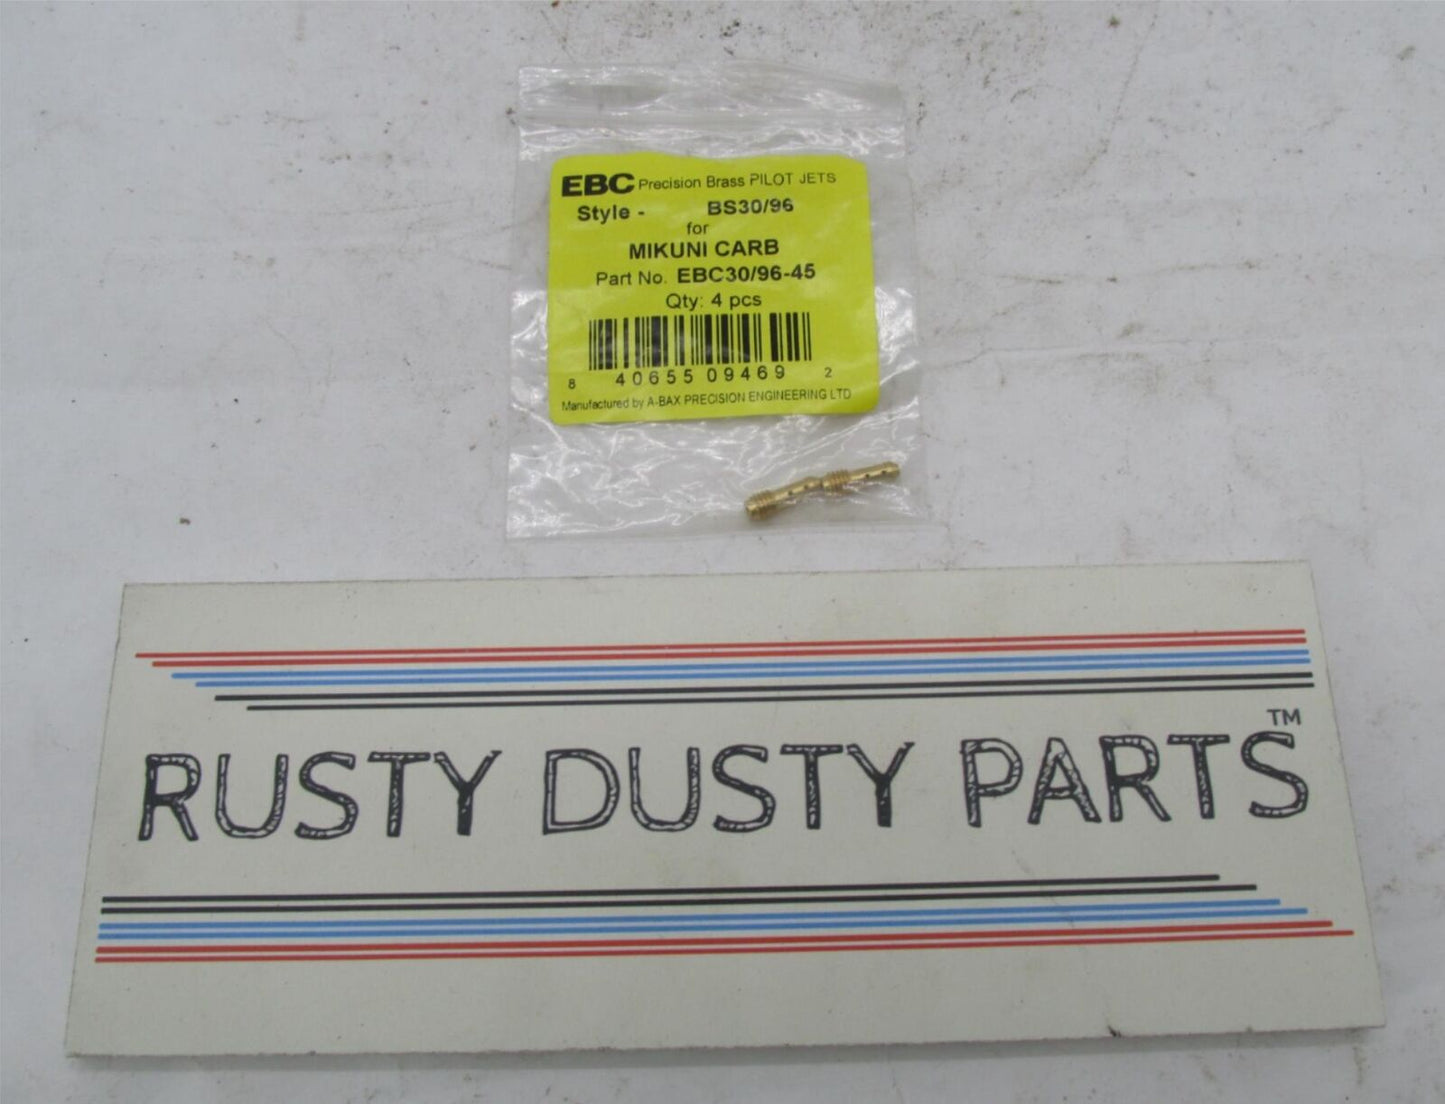 EBC Precision Brass PILOT JETS
Style - BS30/96
for
MIKUNI CARB
Part No. EBC30/96-45
Qty: 4 pcs
8 40655 09469 2
Manufactured by A-BAX PRECISION ENGINEERING LTD
RUSTY DUSTY PARTS™